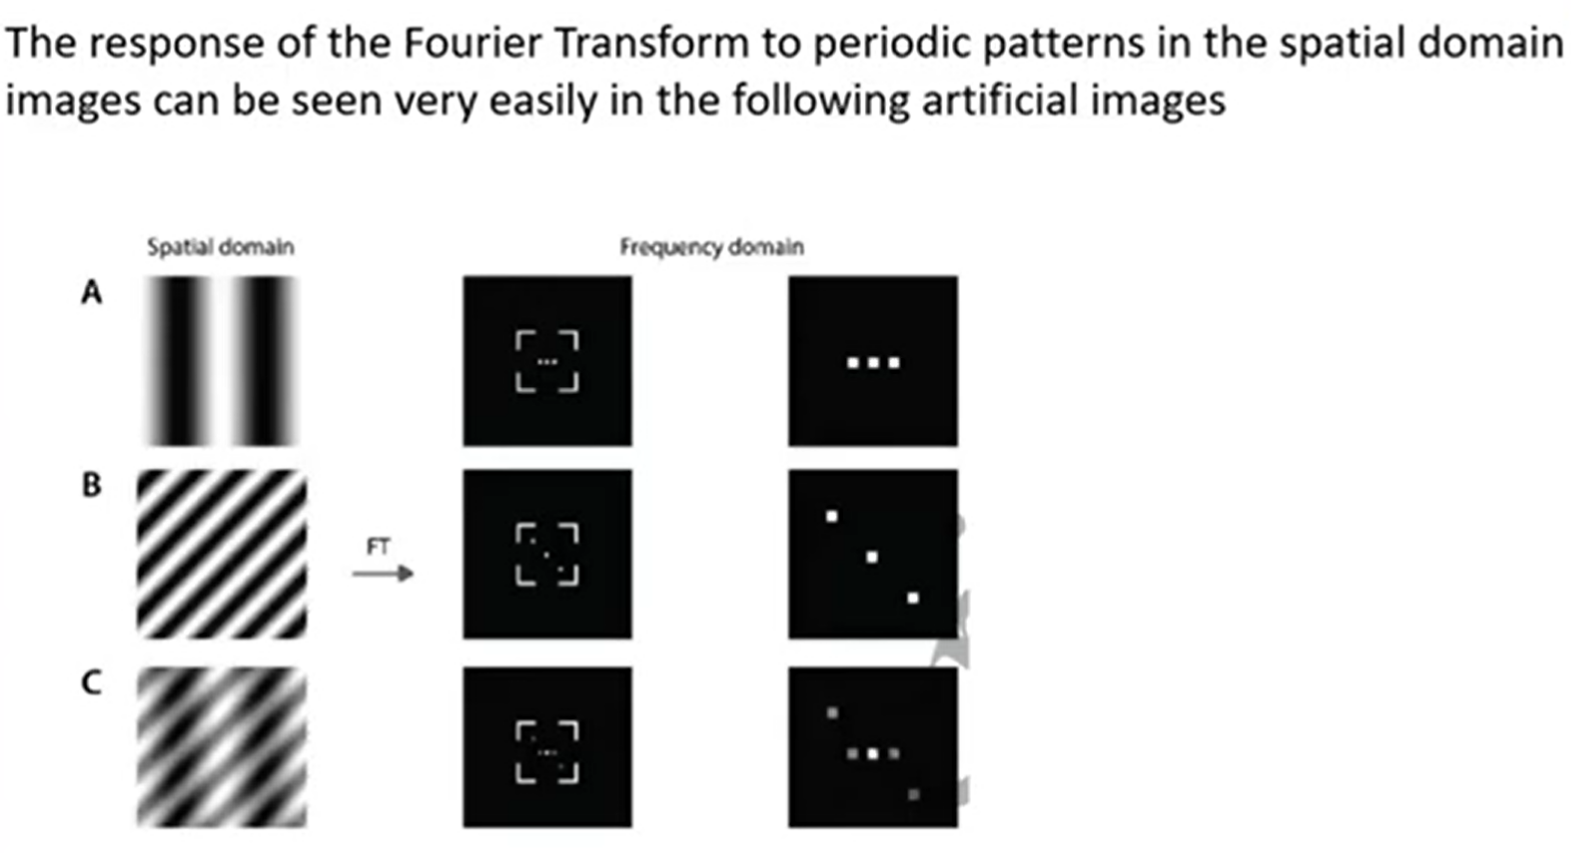 The response of the Fourier Transform to periodic patterns in the spatial domain
images can be seen very easily in the following artificial images
Spatial domain
Frequency domain
A
B
FT
C